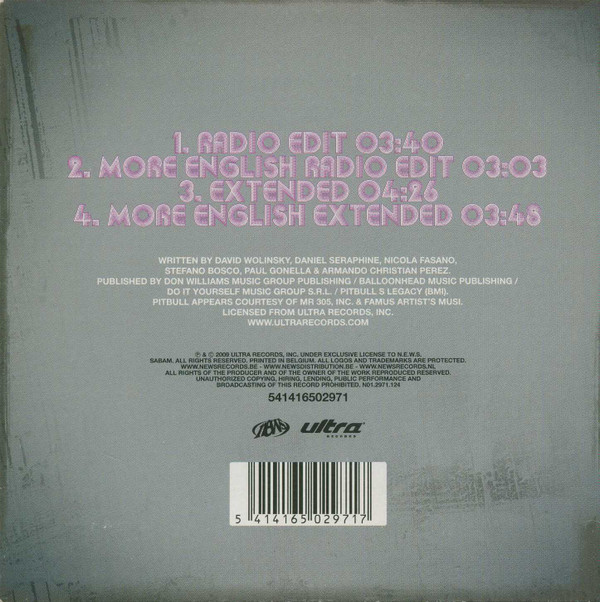 1. RADIO EDIT 03:40
2. MORE ENGLISH RADIO EDIT 03:03
3. EXTENDED 04:26
4. MORE ENGLISH EXTENDED 03:48
WRITTEN BY DAVID WOLINSKY, DANIEL SERAPHINE, NICOLA FASANO,
STEFANO BOSCO, PAUL GONELLA & ARMANDO CHRISTIAN PEREZ.
PUBLISHED BY DON WILLIAMS MUSIC GROUP PUBLISHING / BALLOONHEAD MUSIC PUBLISHING /
DO IT YOURSELF MUSIC GROUP S.R.L. / PITBULL S LEGACY (BMI).
PITBULL APPEARS COURTESY OF MR 305, INC. & FAMUS ARTIST'S MUSI.
LICENSED FROM ULTRA RECORDS, INC.
WWW.ULTRARECORDS.COM
℗ & © 2009 ULTRA RECORDS, INC. UNDER EXCLUSIVE LICENSE TO N.E.W.S.
SABAM. ALL RIGHTS RESERVED. PRINTED IN BELGIUM. ALL LOGOS AND TRADEMARKS ARE PROTECTED.
WWW.NEWSRECORDS.BE - WWW.NEWSDISTRIBUTION.BE - WWW.NEWSRECORDS.NL
ALL RIGHTS OF THE PRODUCER AND OF THE OWNER OF THE WORK REPRODUCED RESERVED.
UNAUTHORIZED COPYING, HIRING, LENDING, PUBLIC PERFORMANCE AND
BROADCASTING OF THIS RECORD PROHIBITED. N01.2971.124
541416502971
NEWS ultra
RECORDS
5 414165 029717